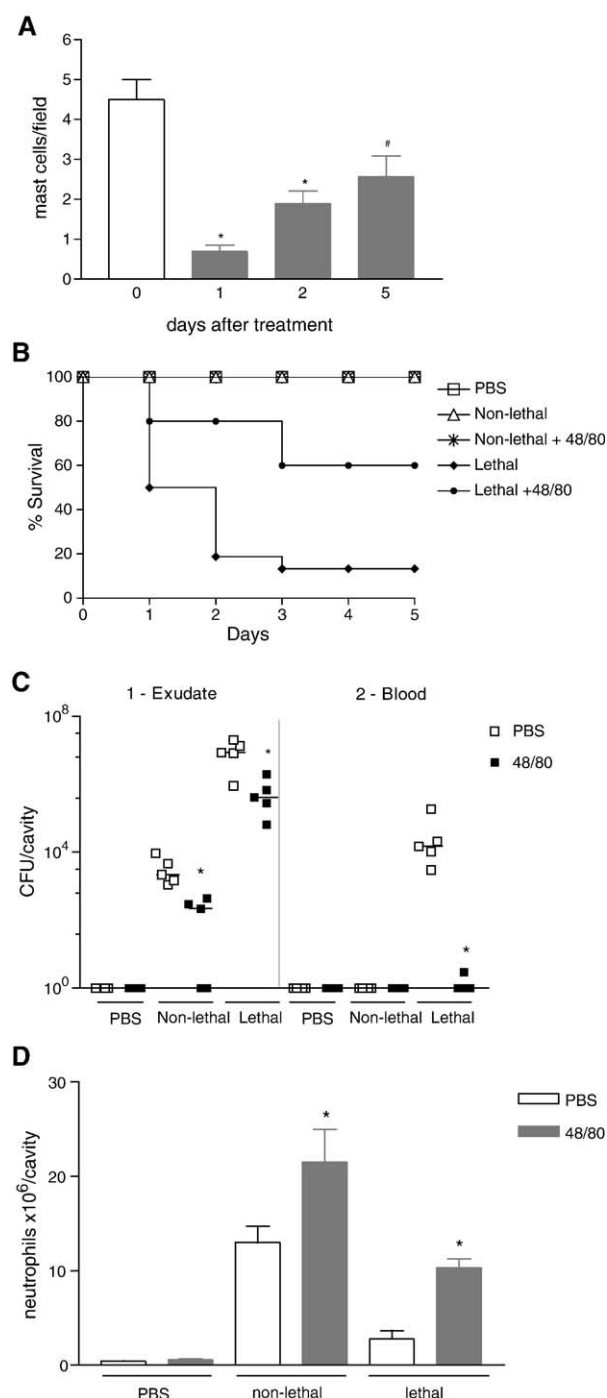 A
6
5
4
3
2
1
0
mast cells/field
*
*
#
0 1 2 5
days after treatment
B
100
80
60
40
20
0
% Survival
0 1 2 3 4 5
Days
PBS
Non-lethal
Non-lethal + 48/80
Lethal
Lethal +48/80
C
1 - Exudate 2 - Blood
10^8
10^4
10^0
CFU/cavity
*
*
*
PBS
48/80
PBS Non-lethal Lethal PBS Non-lethal Lethal
D
30
20
10
0
neutrophils x10^6/cavity
*
*
PBS
48/80
PBS non-lethal lethal